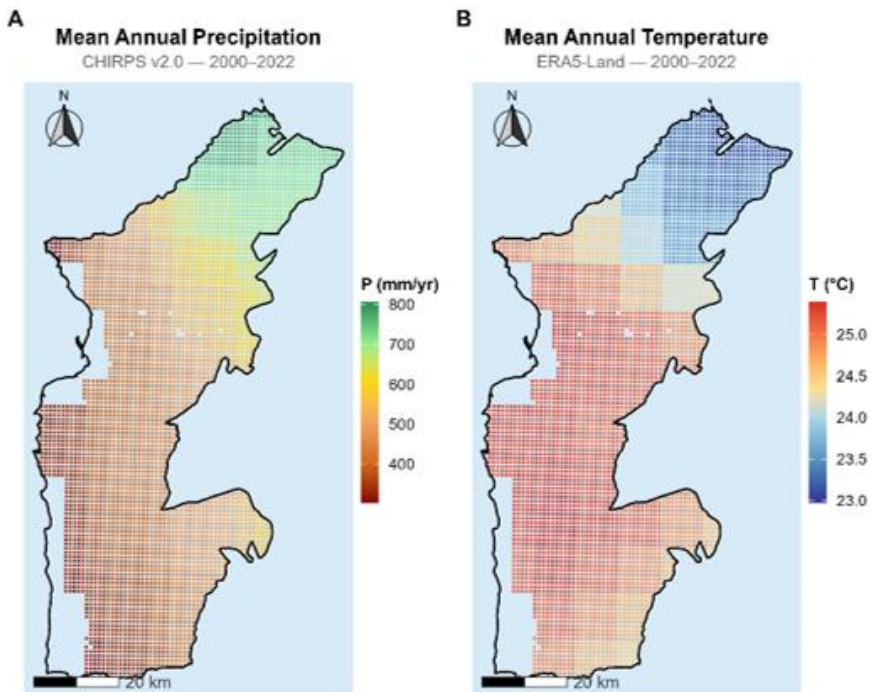 A
Mean Annual Precipitation
CHIRPS v2.0 — 2000–2022
N
P (mm/yr)
800
700
600
500
400
20 km
B
Mean Annual Temperature
ERA5-Land — 2000–2022
N
T (°C)
25.0
24.5
24.0
23.5
23.0
20 km